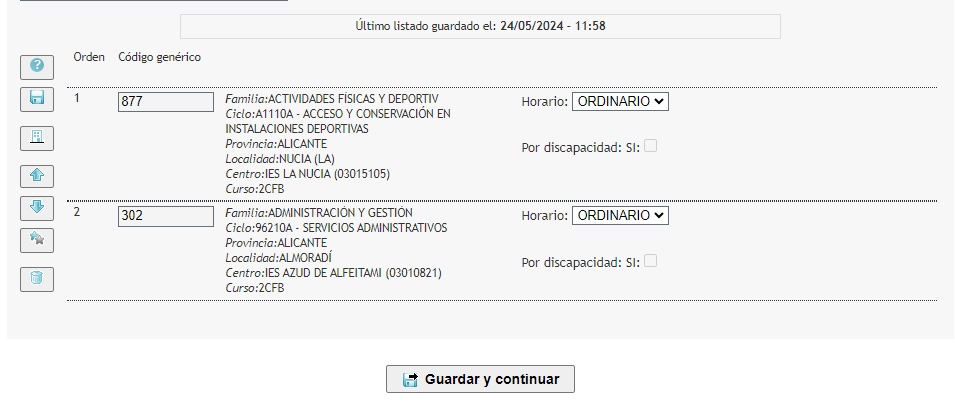 Último listado guardado el: 24/05/2024 - 11:58
Orden Código genérico
1 877 Familia:ACTIVIDADES FÍSICAS Y DEPORTIV Horario: ORDINARIO
Ciclo:A1110A - ACCESO Y CONSERVACIÓN EN
INSTALACIONES DEPORTIVAS
Provincia:ALICANTE Por discapacidad: SI:
Localidad:NUCIA (LA)
Centro:IES LA NUCIA (03015105)
Curso:2CFB
2 302 Familia:ADMINISTRACIÓN Y GESTIÓN Horario: ORDINARIO
Ciclo:96210A - SERVICIOS ADMINISTRATIVOS
Provincia:ALICANTE
Localidad:ALMORADÍ Por discapacidad: SI:
Centro:IES AZUD DE ALFEITAMI (03010821)
Curso:2CFB
Guardar y continuar